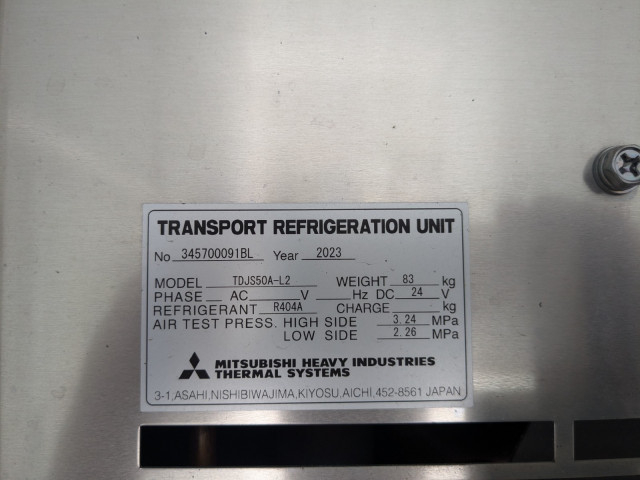 TRANSPORT REFRIGERATION UNIT
No 345700091BL Year 2023
MODEL TDJS50A-L2 WEIGHT 83 kg
PHASE AC V Hz DC 24 V
REFRIGERANT R404A CHARGE kg
AIR TEST PRESS. HIGH SIDE 3.24 MPa
LOW SIDE 2.26 MPa
MITSUBISHI HEAVY INDUSTRIES
THERMAL SYSTEMS
3-1,ASAHI,NISHIBIWAJIMA,KIYOSU,AICHI,452-8561 JAPAN